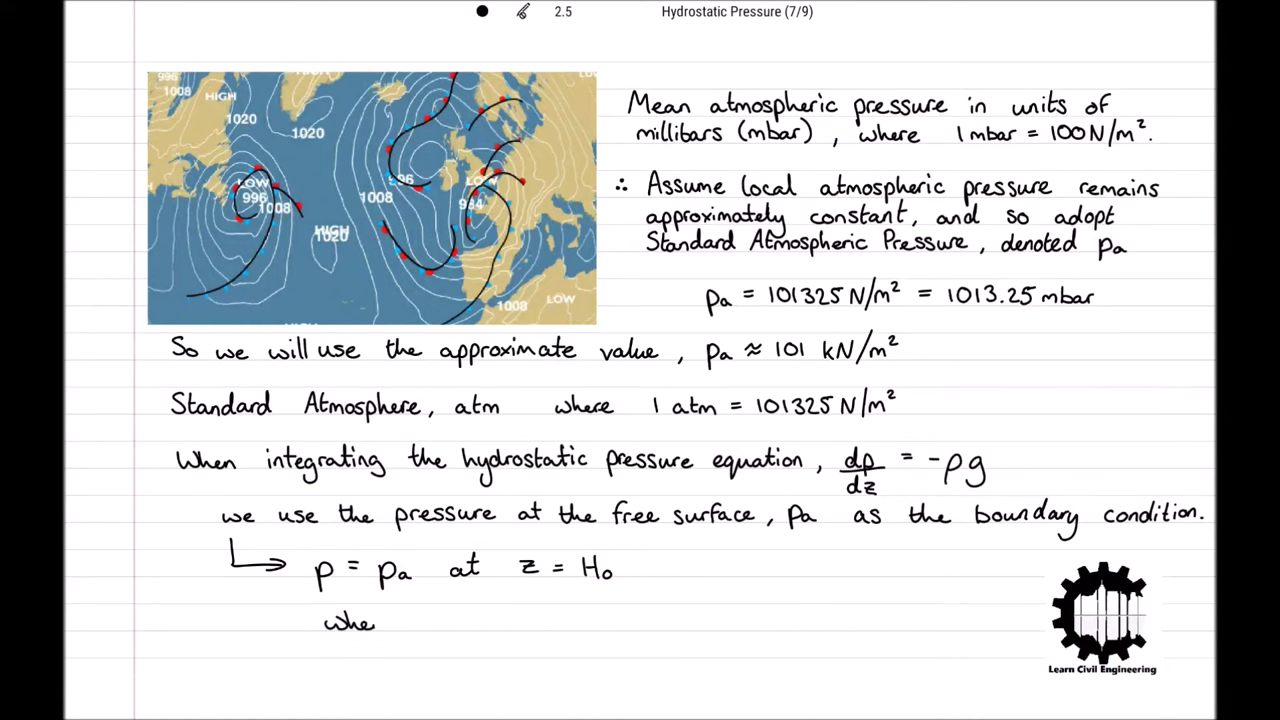 2.5 Hydrostatic Pressure (7/9)
996
1008
HIGH
1020
HIGH
1020
LOW
996
1008
HIGH
1020
1008
996
LOW
984
1008
LOW
Mean atmospheric pressure in units of
millibars (mbar), where 1 mbar = 100 N/m².
∴ Assume local atmospheric pressure remains
approximately constant, and so adopt
Standard Atmospheric Pressure, denoted pa
pa = 101325 N/m² = 1013.25 mbar
So we will use the approximate value, pa ≈ 101 kN/m²
Standard Atmosphere, atm where 1 atm = 101325 N/m²
When integrating the hydrostatic pressure equation, dp/dz = -ρg
we use the pressure at the free surface, pa as the boundary condition.
p = pa at z = H₀
whe
Learn Civil Engineering